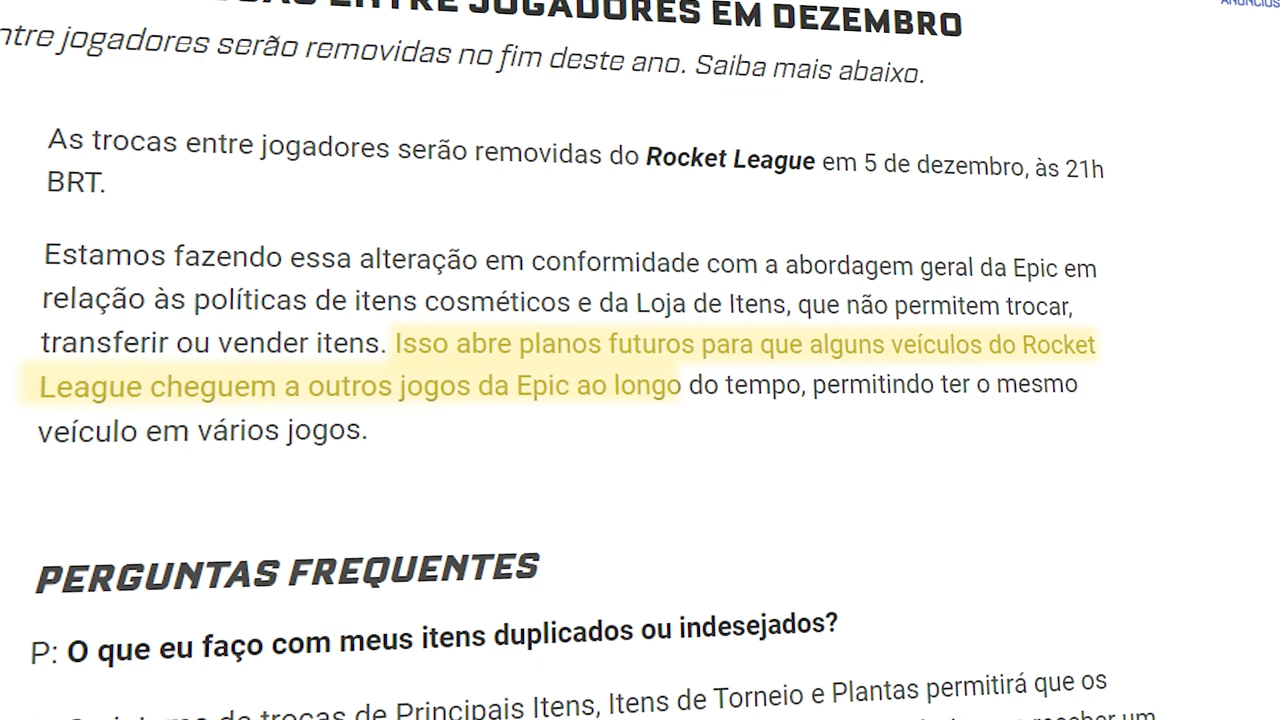 ENTRE JOGADORES EM DEZEMBRO
ntre jogadores serão removidas no fim deste ano. Saiba mais abaixo.
ANÚNCIOS
As trocas entre jogadores serão removidas do Rocket League em 5 de dezembro, às 21h
BRT.
Estamos fazendo essa alteração em conformidade com a abordagem geral da Epic em
relação às políticas de itens cosméticos e da Loja de Itens, que não permitem trocar,
transferir ou vender itens. Isso abre planos futuros para que alguns veículos do Rocket
League cheguem a outros jogos da Epic ao longo do tempo, permitindo ter o mesmo
veículo em vários jogos.
PERGUNTAS FREQUENTES
P: O que eu faço com meus itens duplicados ou indesejados?
de trocas de Principais Itens, Itens de Torneio e Plantas permitirá que os
receber um